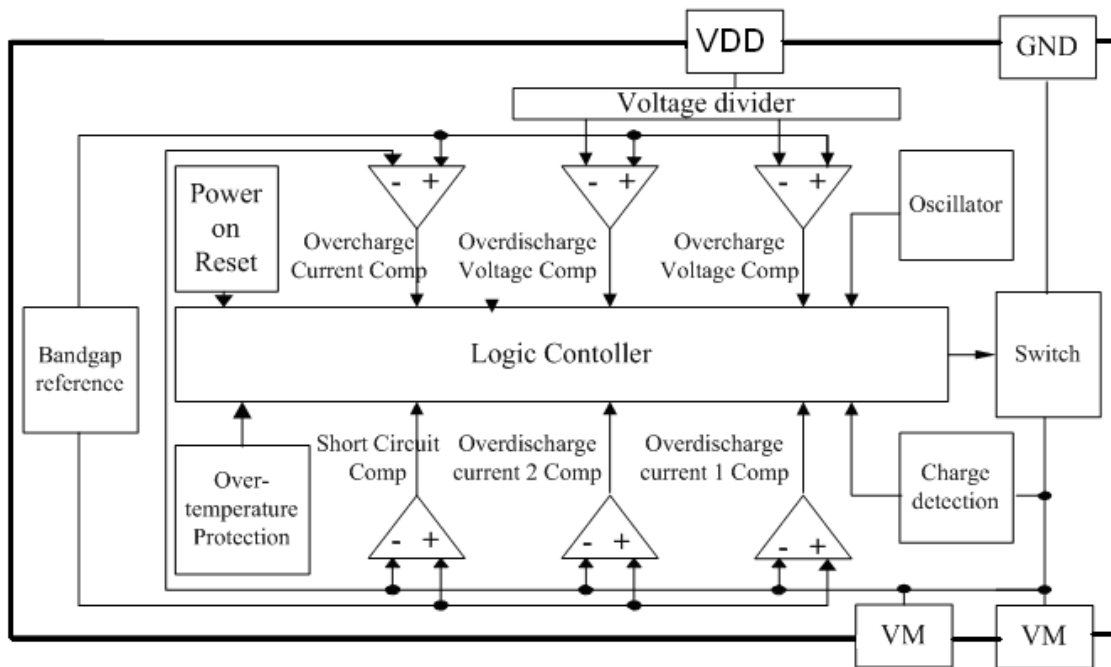 VDD
GND
Voltage divider
- +
- +
- +
Power
on
Reset
Oscillator
Overcharge
Current Comp
Overdischarge
Voltage Comp
Overcharge
Voltage Comp
Bandgap
reference
Logic Contoller
Switch
Over-
temperature
Protection
Short Circuit
Comp
Overdischarge
current 2 Comp
Overdischarge
current 1 Comp
Charge
detection
- +
- +
- +
VM
VM